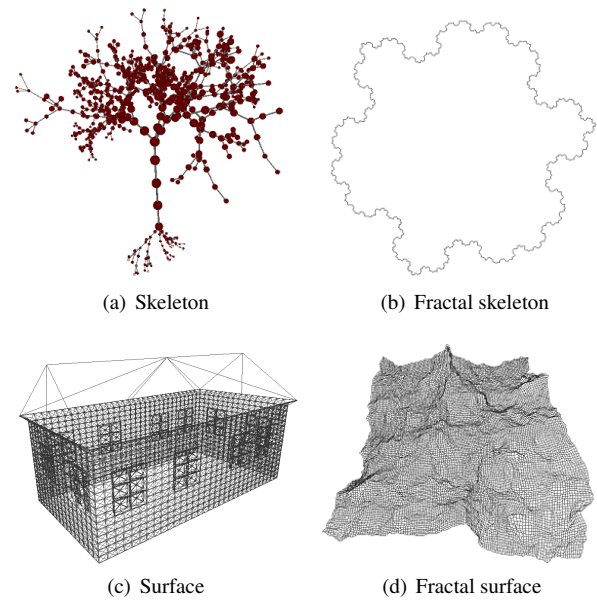 (a) Skeleton
(b) Fractal skeleton
(c) Surface
(d) Fractal surface